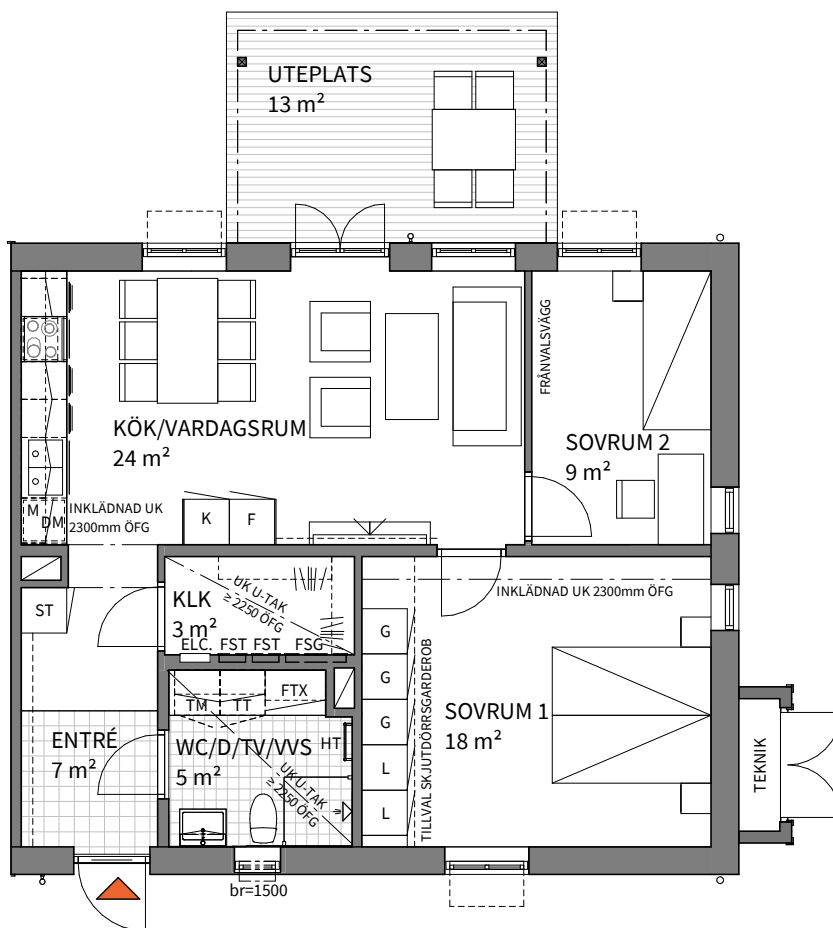 UTEPLATS
13 m²
FRÅNVALSVÄGG
KÖK/VARDAGSRUM
24 m²
SOVRUM 2
9 m²
M
DM
INKLÄDNAD UK
2300mm ÖFG
K
F
ST
KLK
3 m²
UK U-TAK
≥ 2250 ÖFG
ELC.
FST
FST
FSG
INKLÄDNAD UK 2300mm ÖFG
G
G
G
L
L
TILLVAL SKJUTDÖRRSGARDEROB
SOVRUM 1
18 m²
TM
TT
FTX
ENTRÉ
7 m²
WC/D/TV/VVS
5 m²
HT
UK U-TAK
≥ 2250 ÖFG
TEKNIK
br=1500